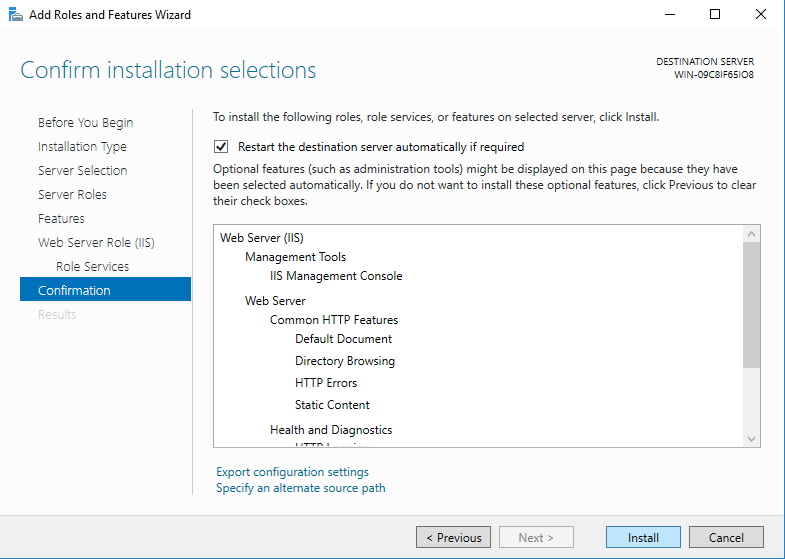 Add Roles and Features Wizard
Confirm installation selections
DESTINATION SERVER
WIN-09C8IF65IO8
Before You Begin
Installation Type
Server Selection
Server Roles
Features
Web Server Role (IIS)
Role Services
Confirmation
Results
To install the following roles, role services, or features on selected server, click Install.
Restart the destination server automatically if required
Optional features (such as administration tools) might be displayed on this page because they have
been selected automatically. If you do not want to install these optional features, click Previous to clear
their check boxes.
Web Server (IIS)
Management Tools
IIS Management Console
Web Server
Common HTTP Features
Default Document
Directory Browsing
HTTP Errors
Static Content
Health and Diagnostics
Export configuration settings
Specify an alternate source path
< Previous
Next >
Install
Cancel